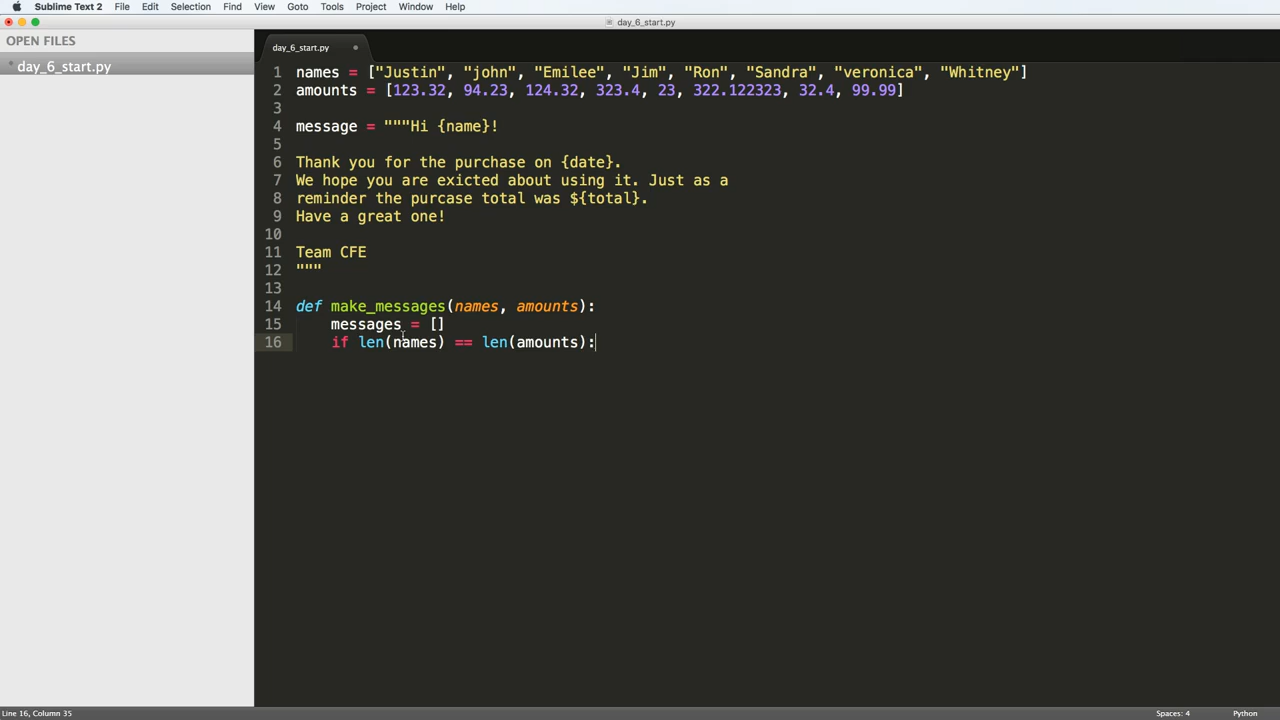 Sublime Text 2 File Edit Selection Find View Goto Tools Project Window Help
day_6_start.py
OPEN FILES
day_6_start.py
day_6_start.py
1 names = ["Justin", "john", "Emilee", "Jim", "Ron", "Sandra", "veronica", "Whitney"]
2 amounts = [123.32, 94.23, 124.32, 323.4, 23, 322.122323, 32.4, 99.99]
3
4 message = """Hi {name}!
5
6 Thank you for the purchase on {date}.
7 We hope you are exicted about using it. Just as a
8 reminder the purcase total was ${total}.
9 Have a great one!
10
11 Team CFE
12 """
13
14 def make_messages(names, amounts):
15     messages = []
16     if len(names) == len(amounts):
Line 16, Column 35 Spaces: 4 Python